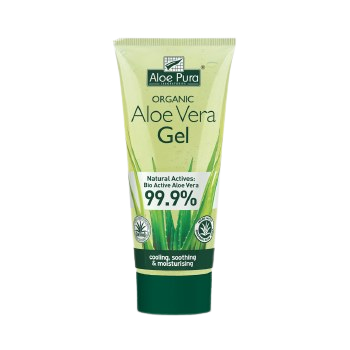 Aloe Pura
ORGANIC
Aloe Vera
Gel
Natural Actives:
Bio Active Aloe Vera
99.9%
cooling, soothing
& moisturising